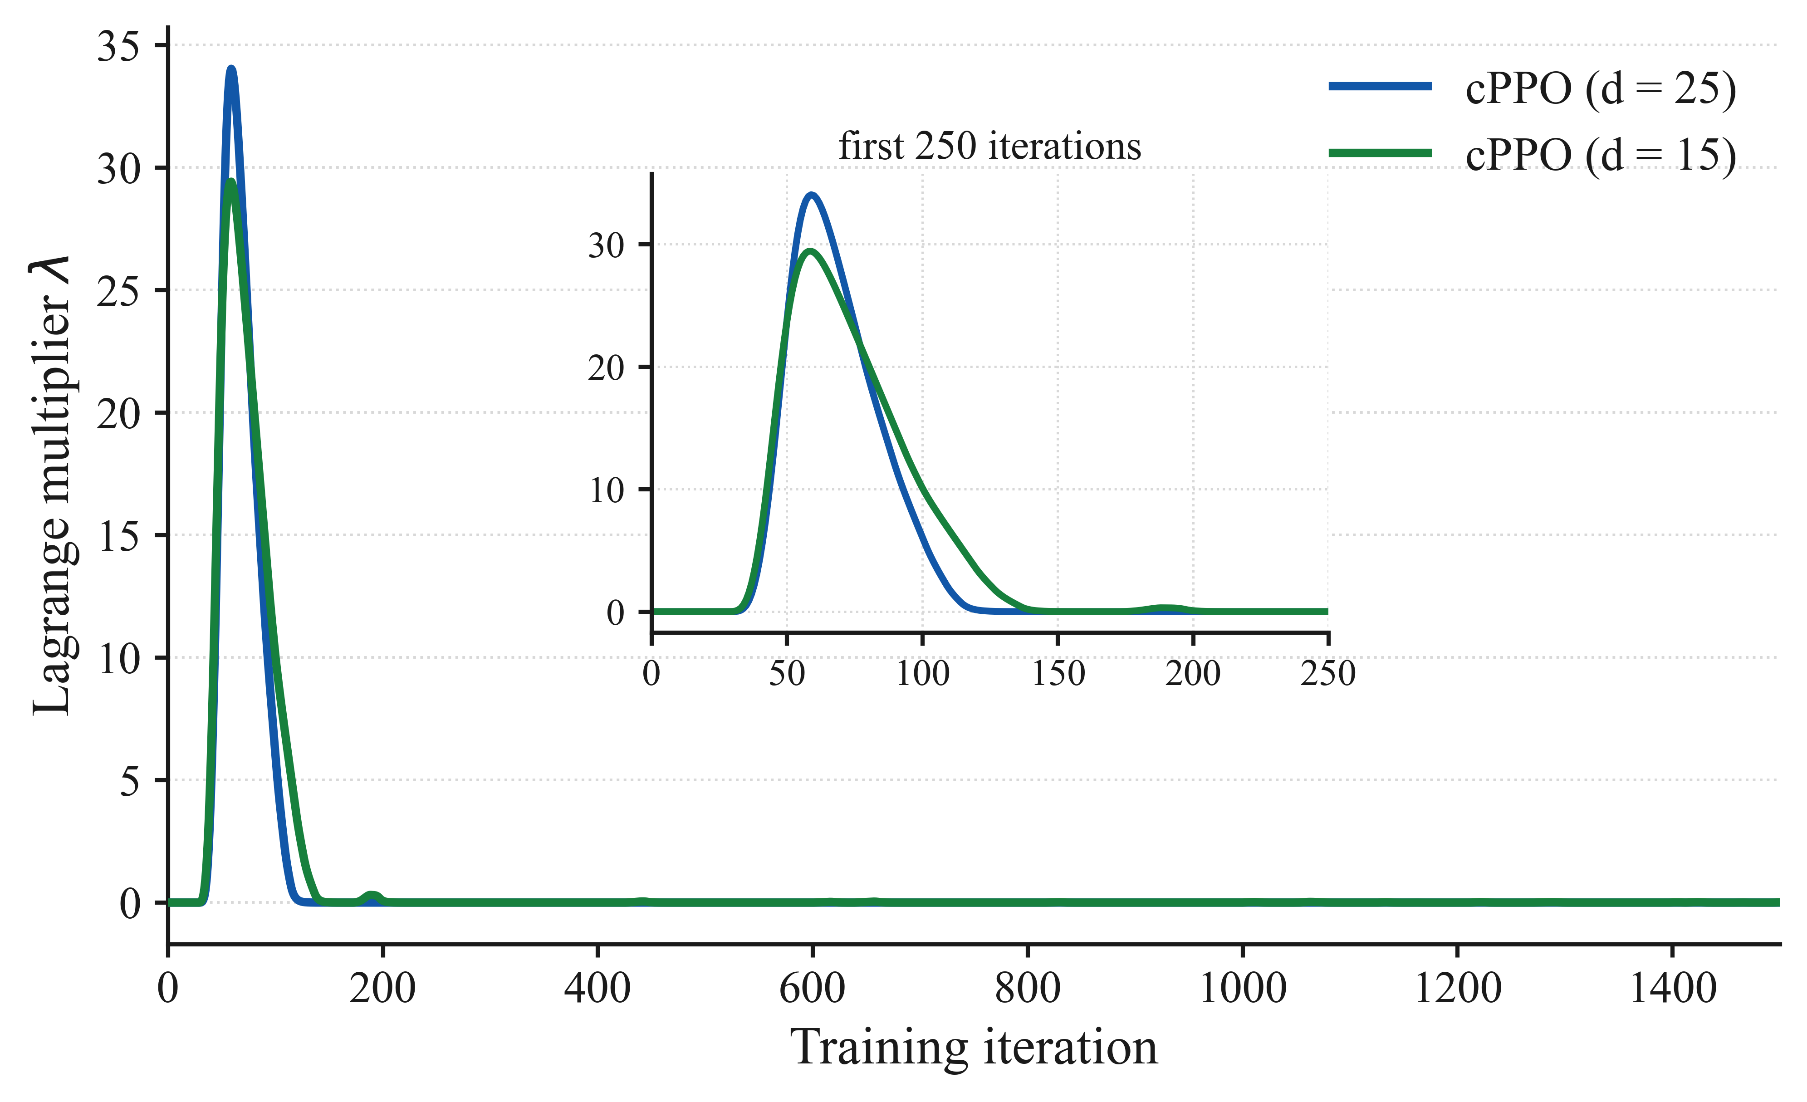 35
30
25
20
15
10
5
0
Lagrange multiplier λ
cPPO (d = 25)
cPPO (d = 15)
first 250 iterations
30
20
10
0
0 50 100 150 200 250
0 200 400 600 800 1000 1200 1400
Training iteration